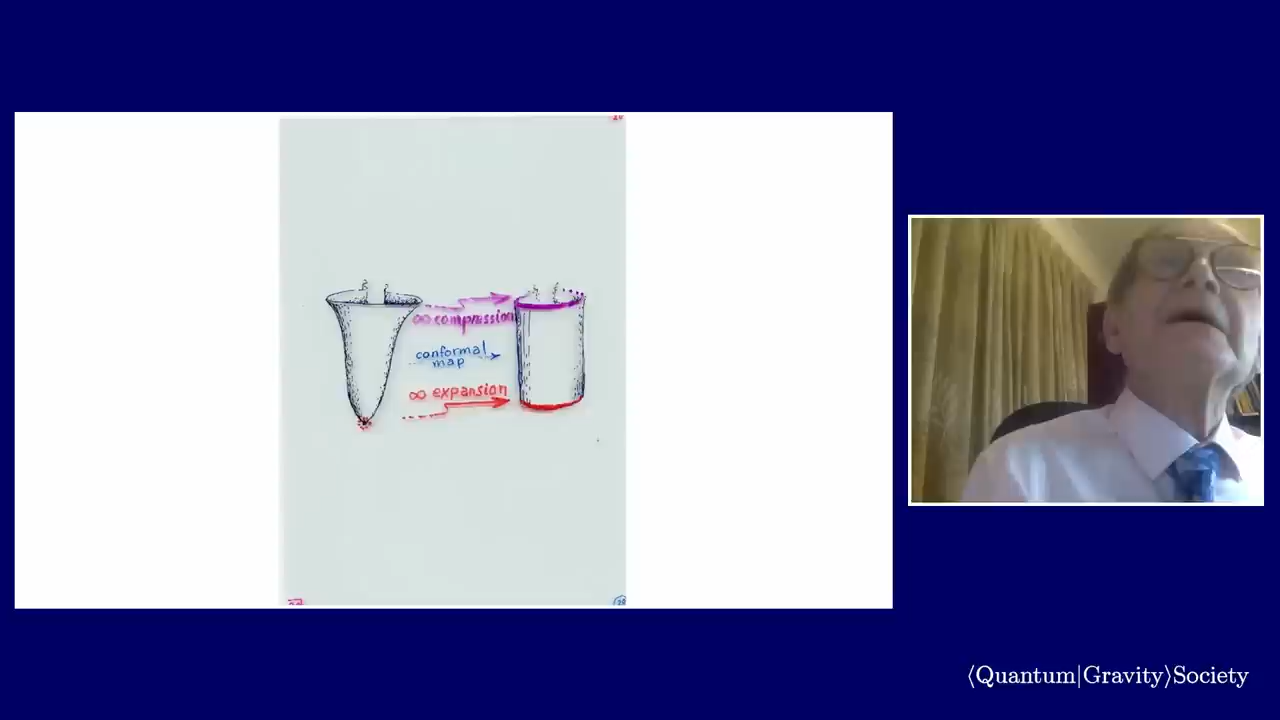 ∞ compression
conformal
map
∞ expansion
⟨Quantum|Gravity⟩Society